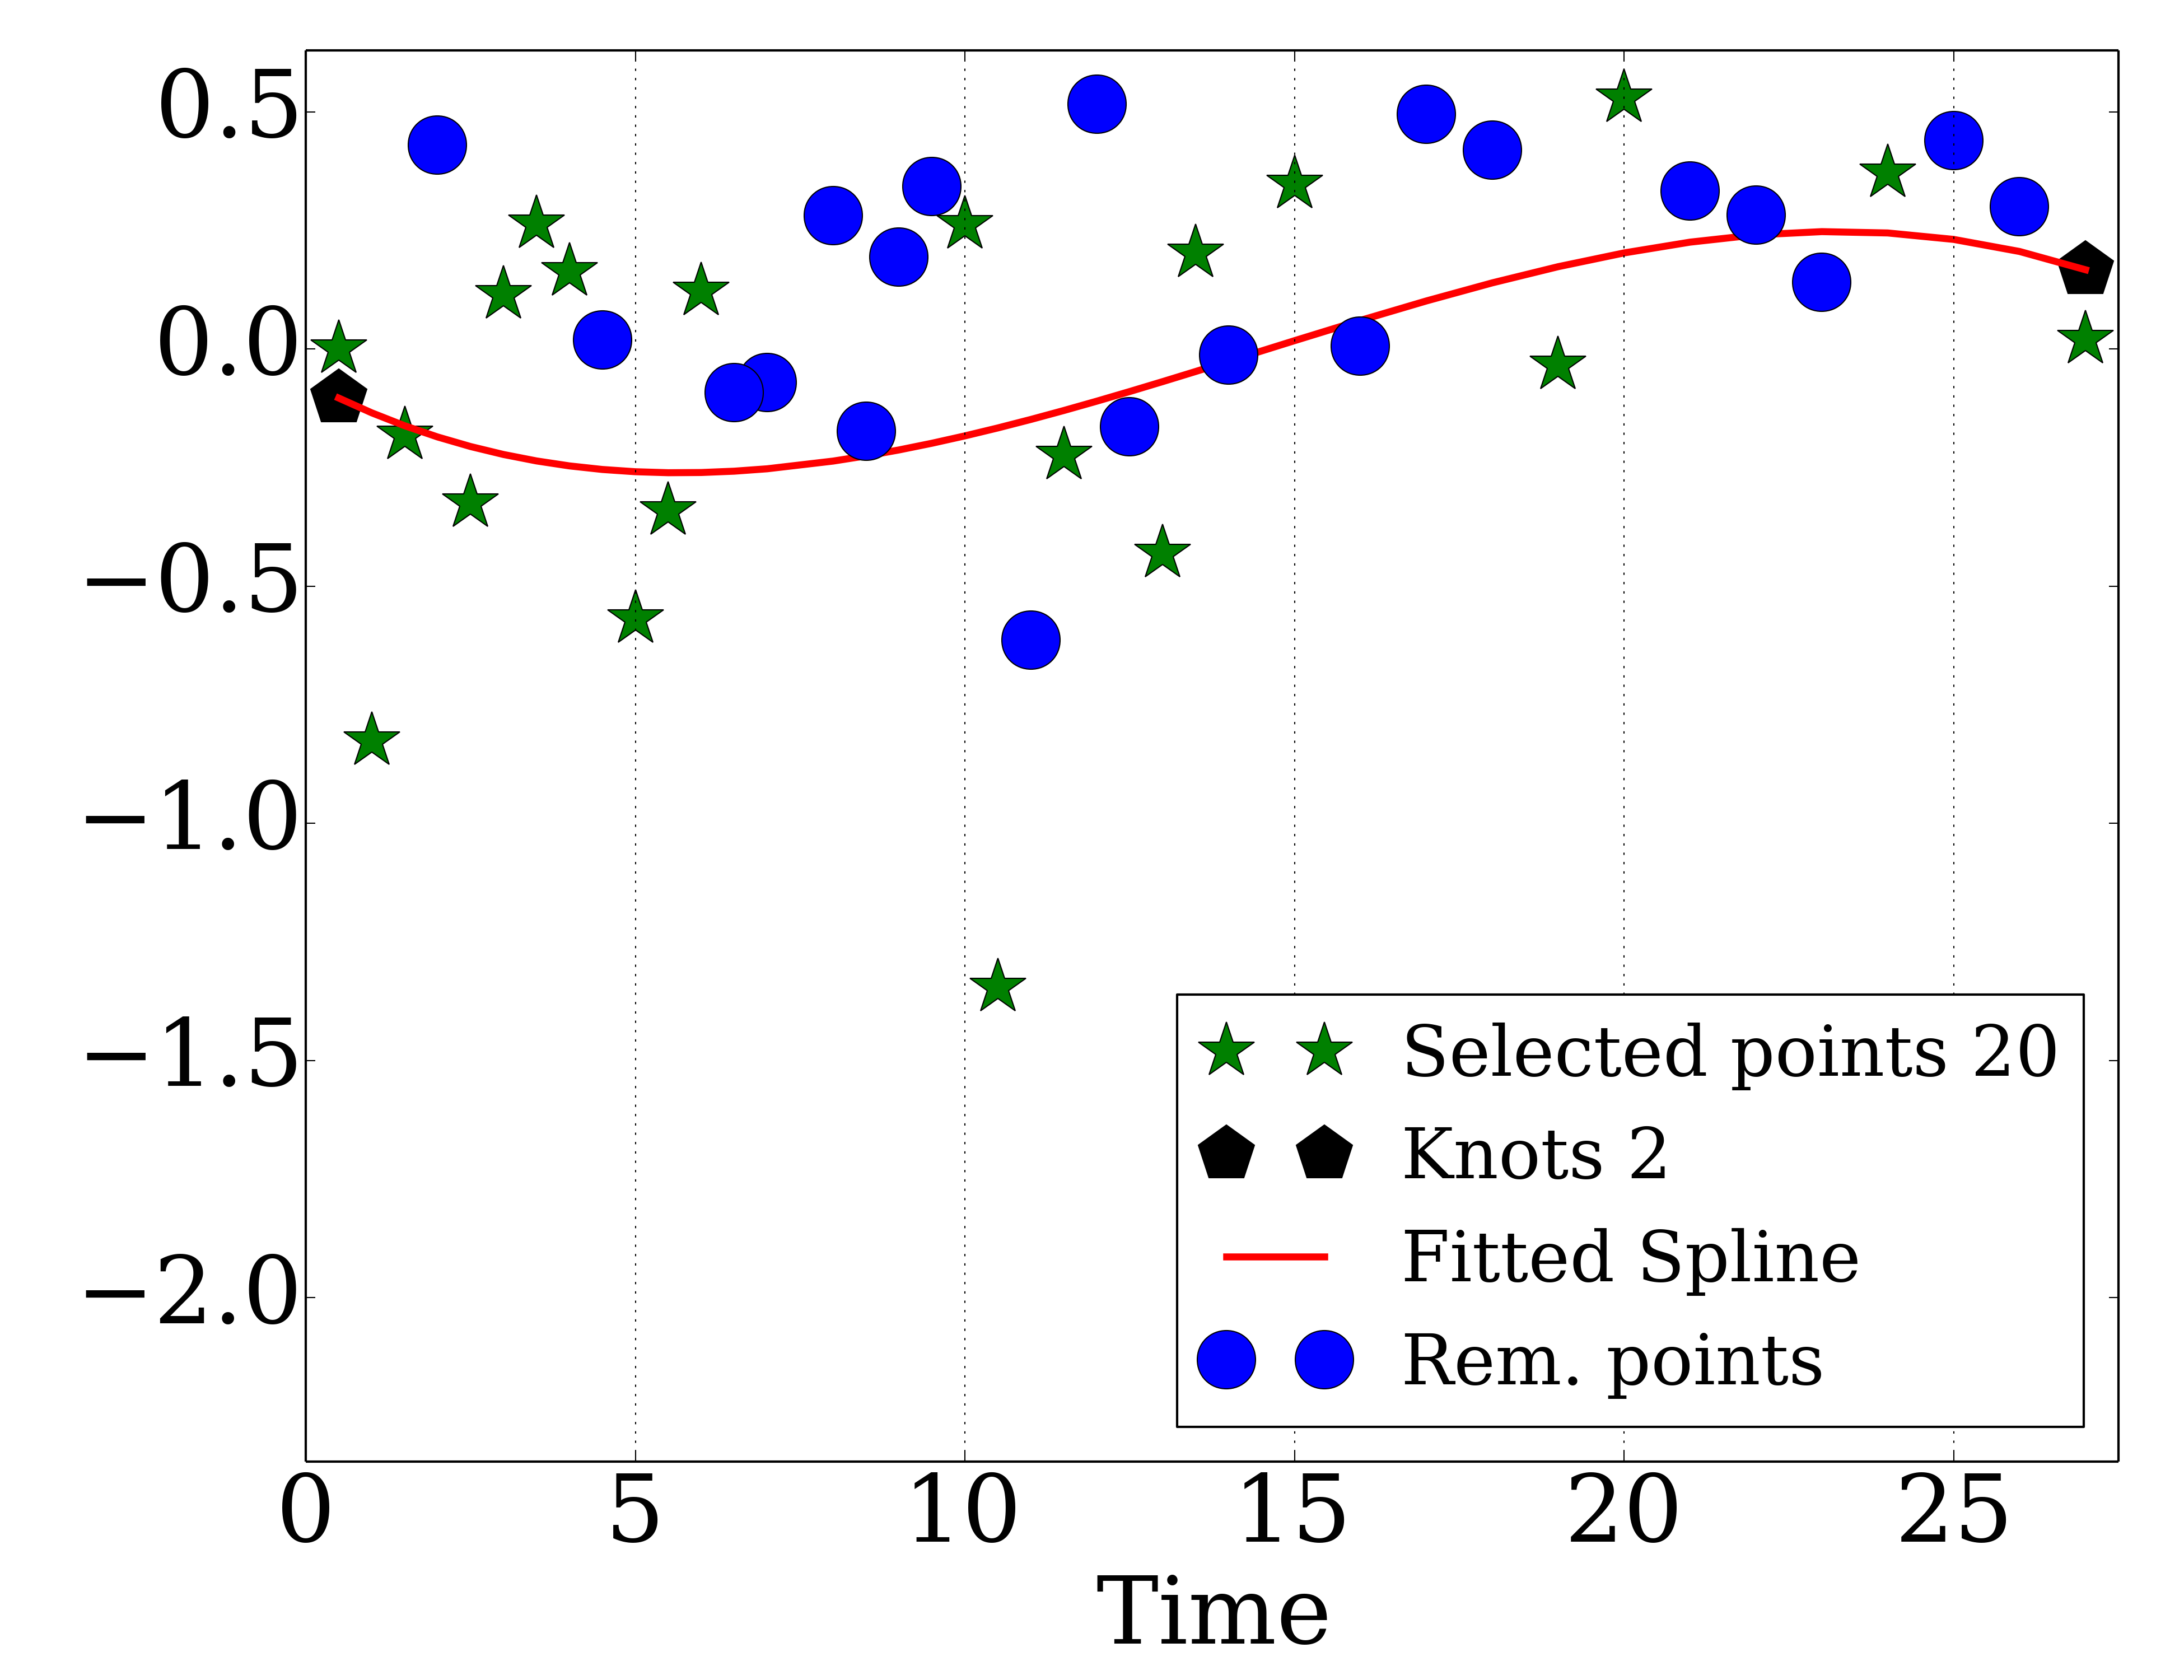 0.5
0.0
−0.5
−1.0
−1.5
−2.0
Selected points 20
Knots 2
Fitted Spline
Rem. points
0 5 10 15 20 25
Time